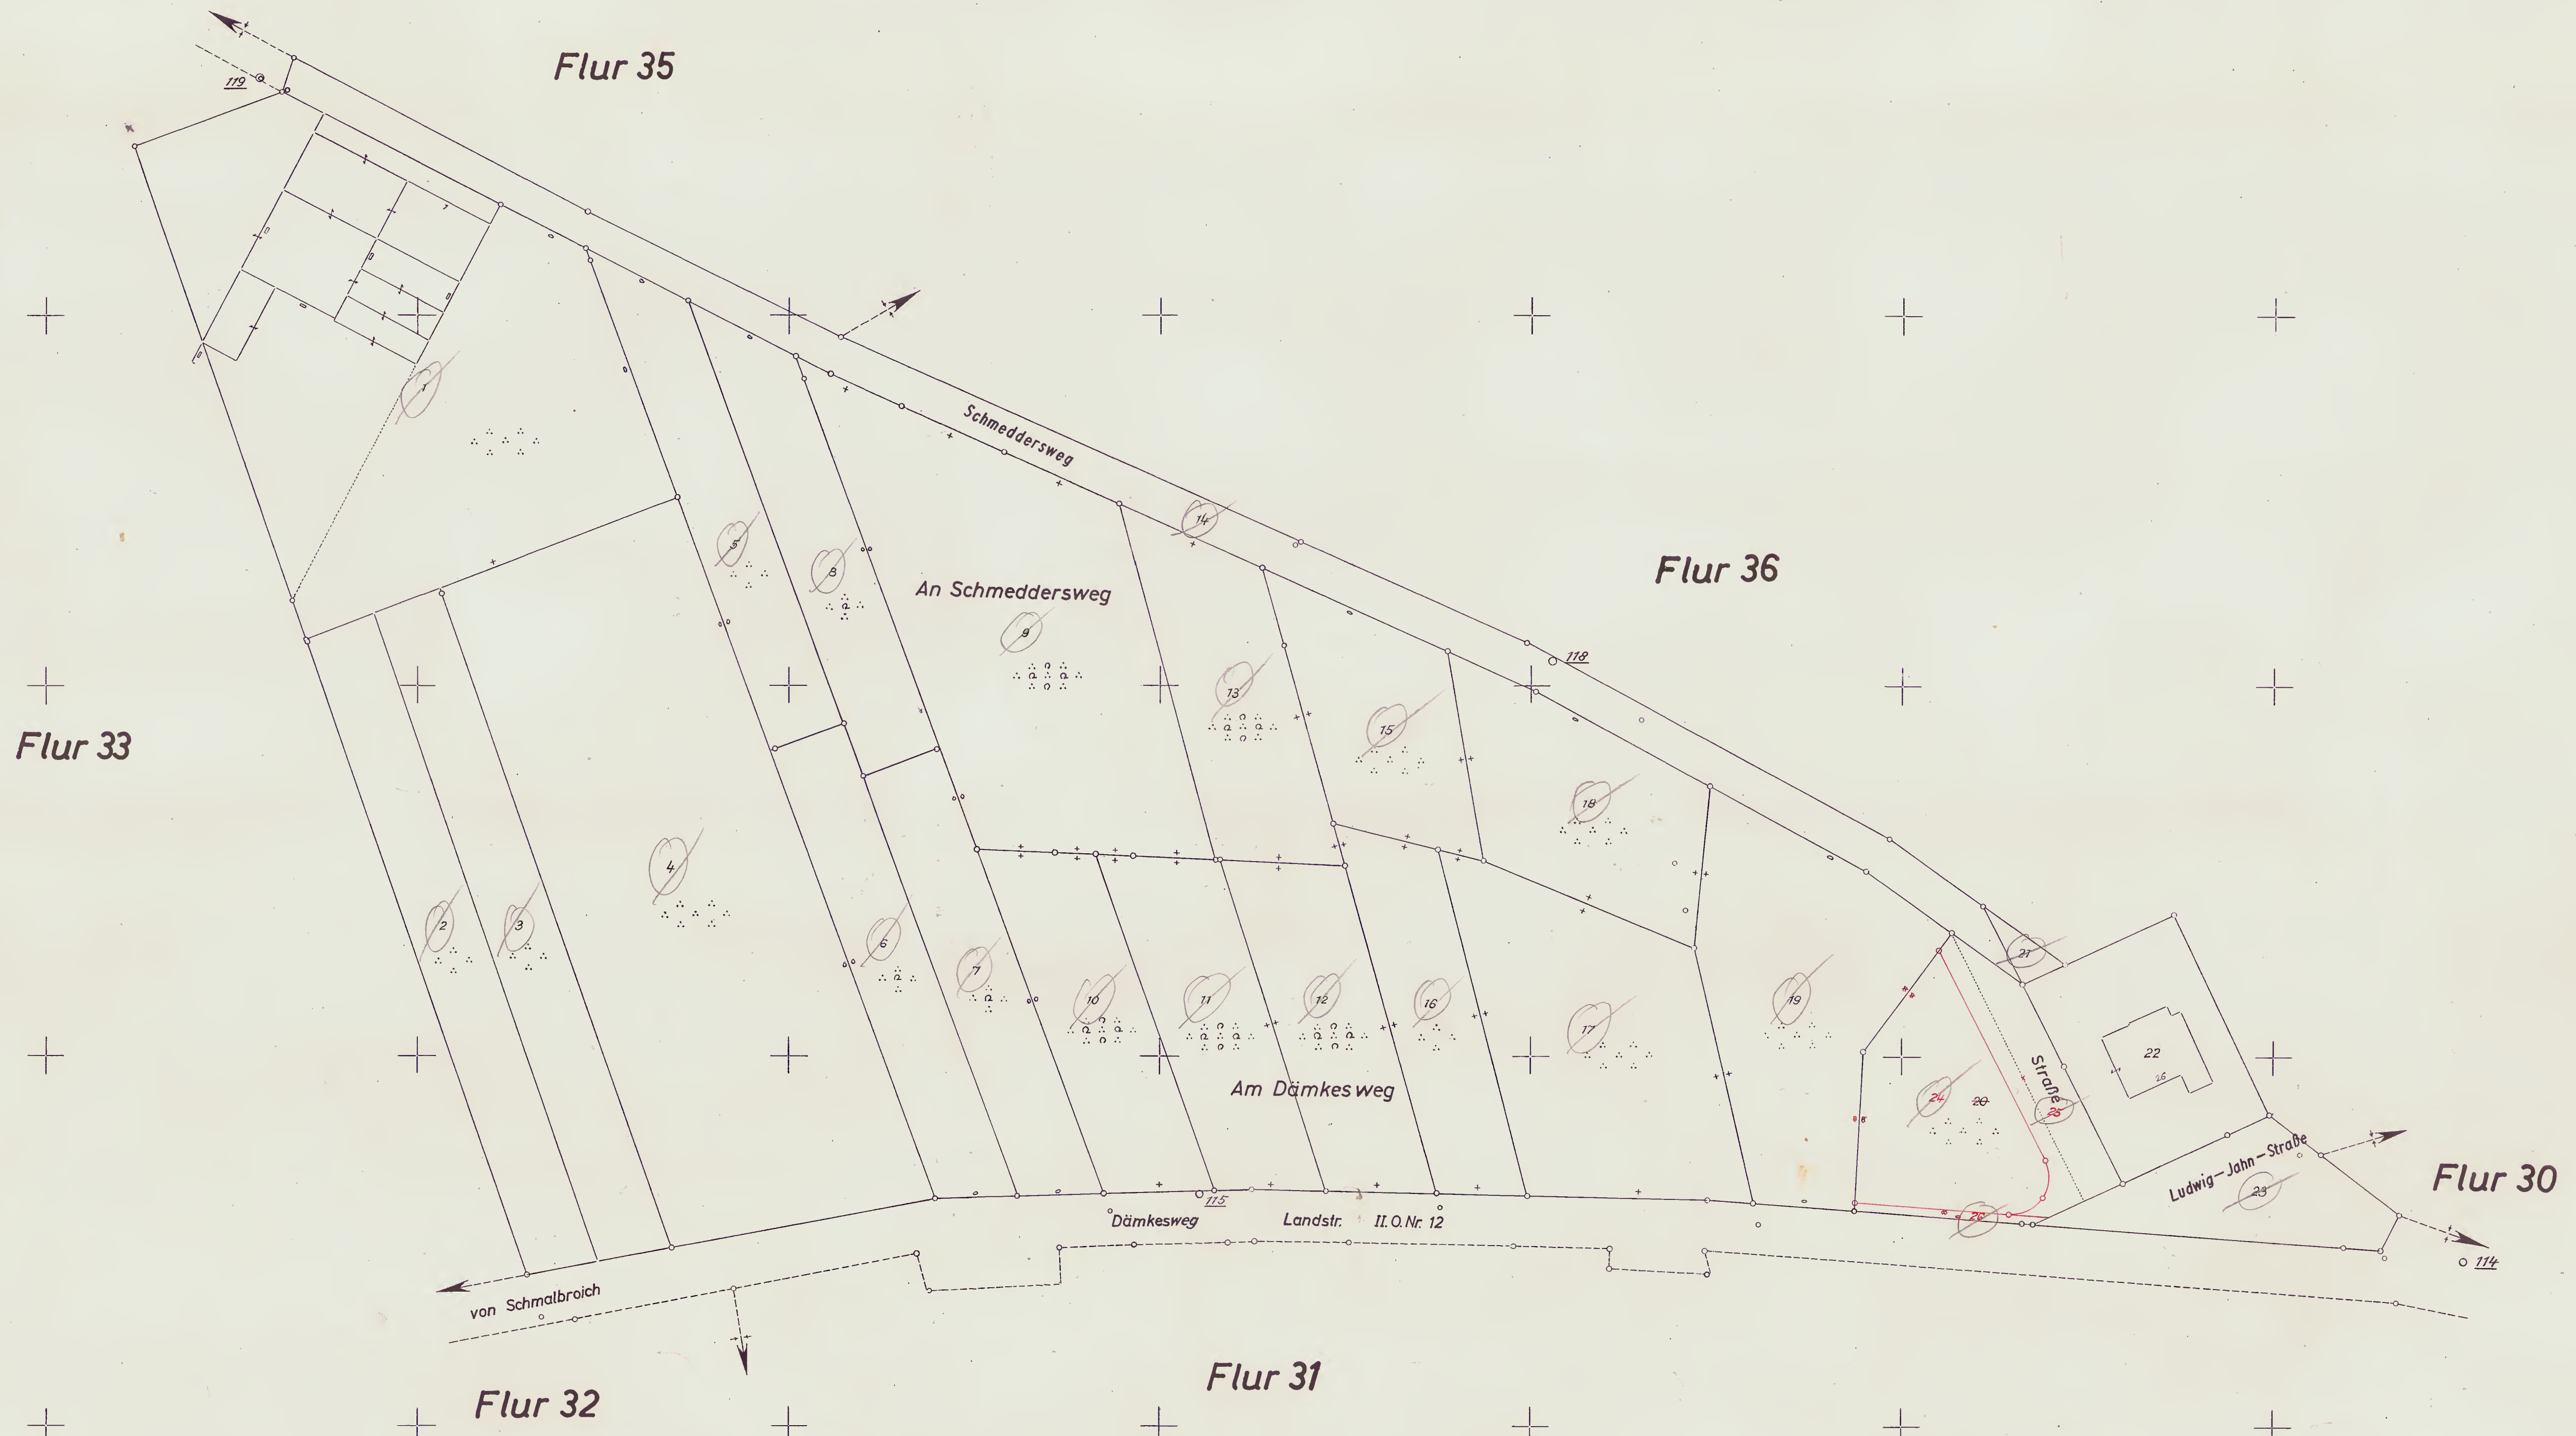 Flur 35
119
1
1
Schmeddersweg
14
5
8
An Schmeddersweg
9
Flur 36
118
13
15
Flur 33
18
4
2
3
6
7
10
11
12
16
17
19
21
22
26
Straße
24
20
25
Am Dämkesweg
Ludwig-Jahn-Straße
23
Flur 30
115
Dämkesweg Landstr. II.O.Nr. 12
26
114
von Schmalbroich
Flur 31
Flur 32